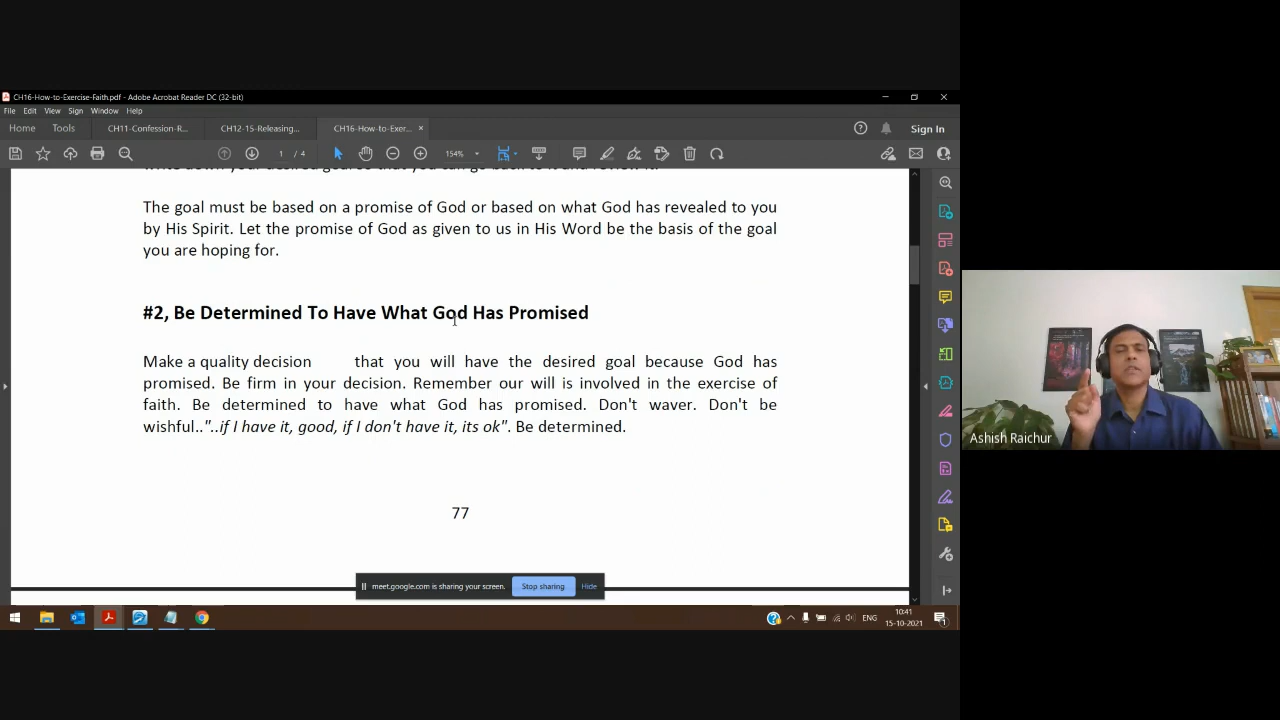 CH16-How-to-Exercise-Faith.pdf - Adobe Acrobat Reader DC (32-bit)
File Edit View Sign Window Help
Home Tools CH11-Confession-R... CH12-15-Releasing... CH16-How-to-Exer... × Sign In
1 / 4 154%
The goal must be based on a promise of God or based on what God has revealed to you
by His Spirit. Let the promise of God as given to us in His Word be the basis of the goal
you are hoping for.
#2, Be Determined To Have What God Has Promised
Make a quality decision that you will have the desired goal because God has
promised. Be firm in your decision. Remember our will is involved in the exercise of
faith. Be determined to have what God has promised. Don't waver. Don't be
wishful.."..if I have it, good, if I don't have it, its ok". Be determined.
77
meet.google.com is sharing your screen. Stop sharing Hide
ENG 10:41
15-10-2021
Ashish Raichur